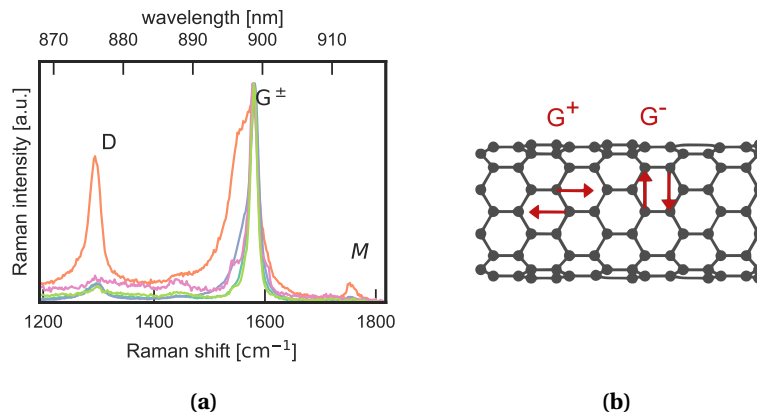 wavelength [nm]
870 880 890 900 910
D
G±
M
Raman intensity [a.u.]
1200 1400 1600 1800
Raman shift [cm⁻¹]
(a)
G⁺ G⁻
(b)